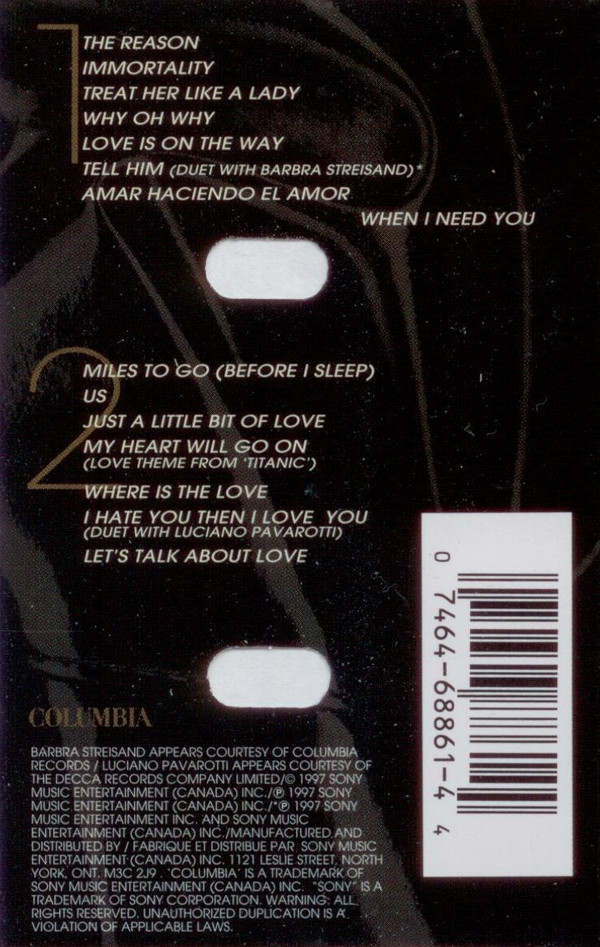 1
THE REASON
IMMORTALITY
TREAT HER LIKE A LADY
WHY OH WHY
LOVE IS ON THE WAY
TELL HIM (DUET WITH BARBRA STREISAND)*
AMAR HACIENDO EL AMOR
WHEN I NEED YOU
2
MILES TO GO (BEFORE I SLEEP)
US
JUST A LITTLE BIT OF LOVE
MY HEART WILL GO ON
(LOVE THEME FROM 'TITANIC')
WHERE IS THE LOVE
I HATE YOU THEN I LOVE YOU
(DUET WITH LUCIANO PAVAROTTI)
LET'S TALK ABOUT LOVE
0 7464-68861-4 4
COLUMBIA
BARBRA STREISAND APPEARS COURTESY OF COLUMBIA
RECORDS / LUCIANO PAVAROTTI APPEARS COURTESY OF
THE DECCA RECORDS COMPANY LIMITED/© 1997 SONY
MUSIC ENTERTAINMENT (CANADA) INC./℗ 1997 SONY
MUSIC ENTERTAINMENT (CANADA) INC./*℗ 1997 SONY
MUSIC ENTERTAINMENT INC. AND SONY MUSIC
ENTERTAINMENT (CANADA) INC./MANUFACTURED AND
DISTRIBUTED BY / FABRIQUE ET DISTRIBUE PAR SONY MUSIC
ENTERTAINMENT (CANADA) INC. 1121 LESLIE STREET, NORTH
YORK, ONT. M3C 2J9 . "COLUMBIA" IS A TRADEMARK OF
SONY MUSIC ENTERTAINMENT (CANADA) INC. "SONY" IS A
TRADEMARK OF SONY CORPORATION. WARNING: ALL
RIGHTS RESERVED. UNAUTHORIZED DUPLICATION IS A
VIOLATION OF APPLICABLE LAWS.